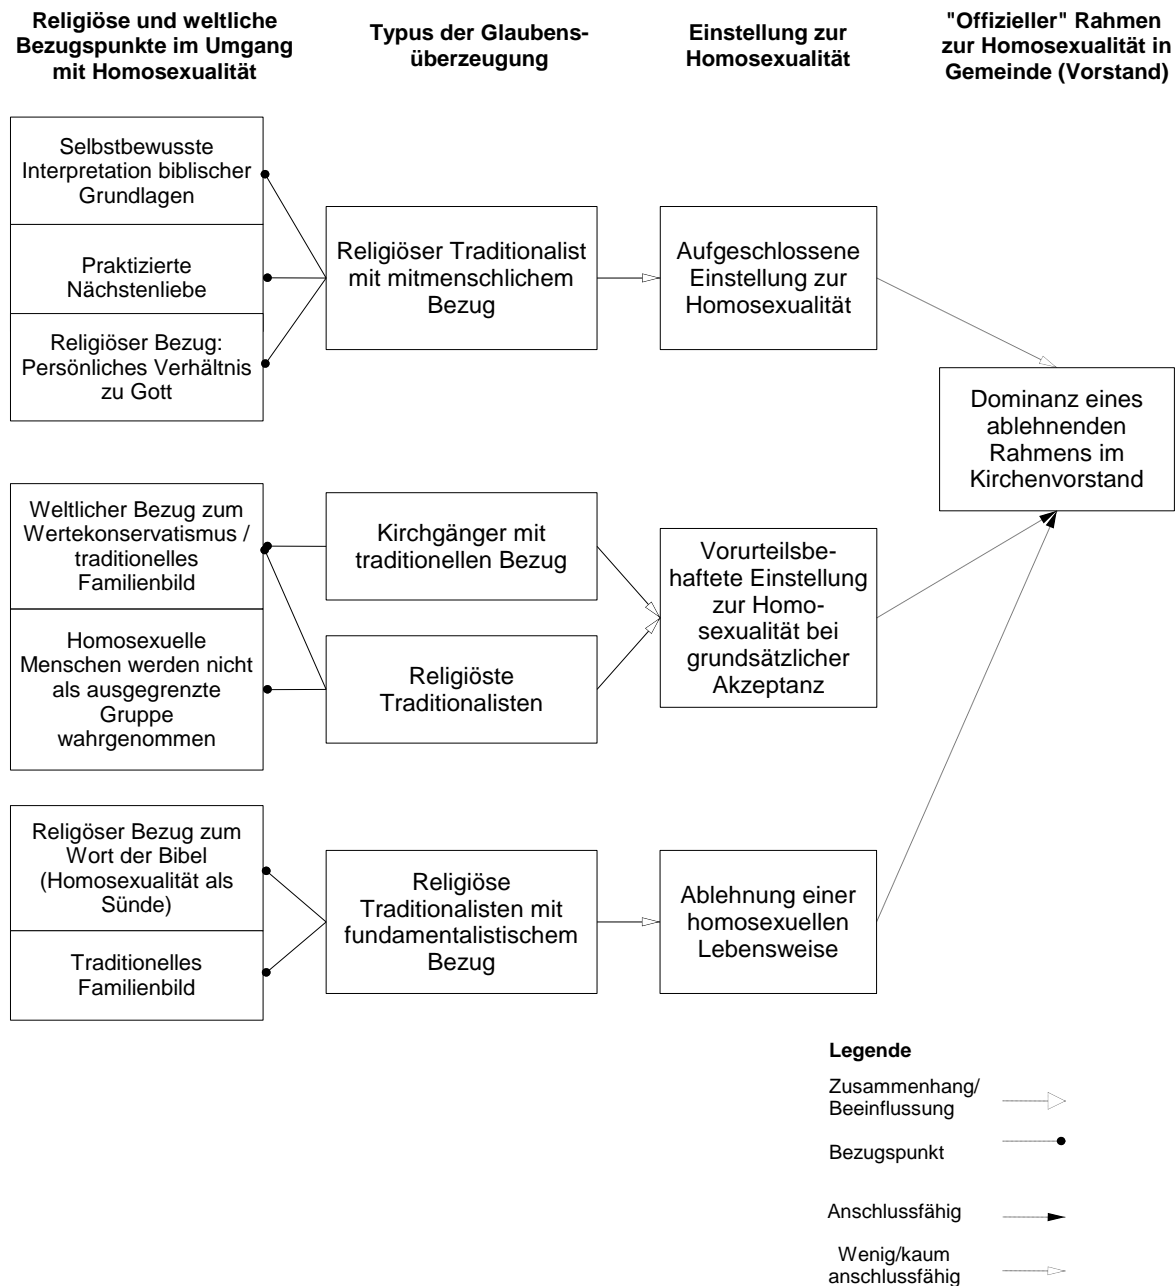 Religiöse und weltliche
Bezugspunkte im Umgang
mit Homosexualität
Typus der Glaubens-
überzeugung
Einstellung zur
Homosexualität
"Offizieller" Rahmen
zur Homosexualität in
Gemeinde (Vorstand)
Selbstbewusste
Interpretation biblischer
Grundlagen
Praktizierte
Nächstenliebe
Religiöser Bezug:
Persönliches Verhältnis
zu Gott
Religiöser Traditionalist
mit mitmenschlichem
Bezug
Aufgeschlossene
Einstellung zur
Homosexualität
Dominanz eines
ablehnenden
Rahmens im
Kirchenvorstand
Weltlicher Bezug zum
Wertekonservatismus /
traditionelles
Familienbild
Homosexuelle
Menschen werden nicht
als ausgegrenzte
Gruppe
wahrgenommen
Kirchgänger mit
traditionellen Bezug
Religiöste
Traditionalisten
Vorurteilsbe-
haftete Einstellung
zur Homo-
sexualität bei
grundsätzlicher
Akzeptanz
Religöser Bezug zum
Wort der Bibel
(Homosexualität als
Sünde)
Traditionelles
Familienbild
Religiöse
Traditionalisten mit
fundamentalistischem
Bezug
Ablehnung einer
homosexuellen
Lebensweise
Legende
Zusammenhang/
Beeinflussung
Bezugspunkt
Anschlussfähig
Wenig/kaum
anschlussfähig